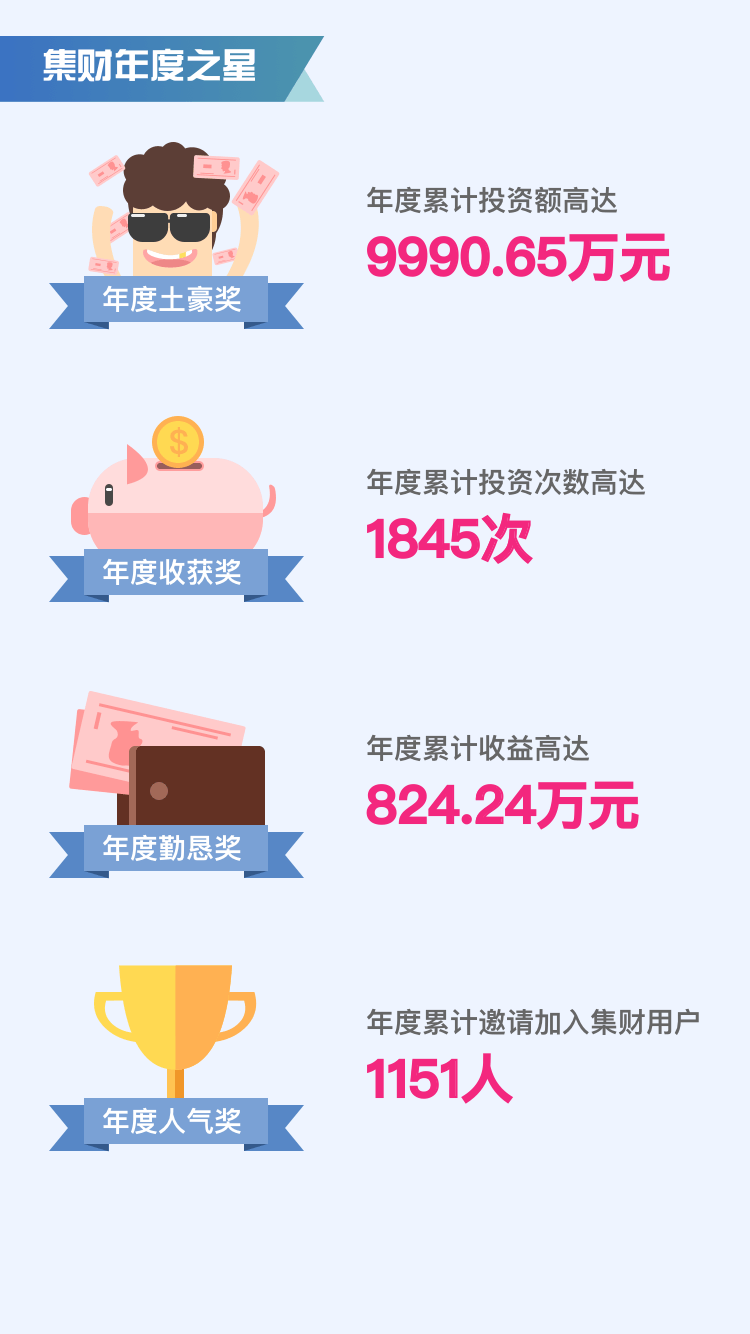 集财年度之星
年度累计投资额高达
9990.65万元
年度土豪奖
$
年度累计投资次数高达
1845次
年度收获奖
年度累计收益高达
824.24万元
年度勤恳奖
年度累计邀请加入集财用户
1151人
年度人气奖